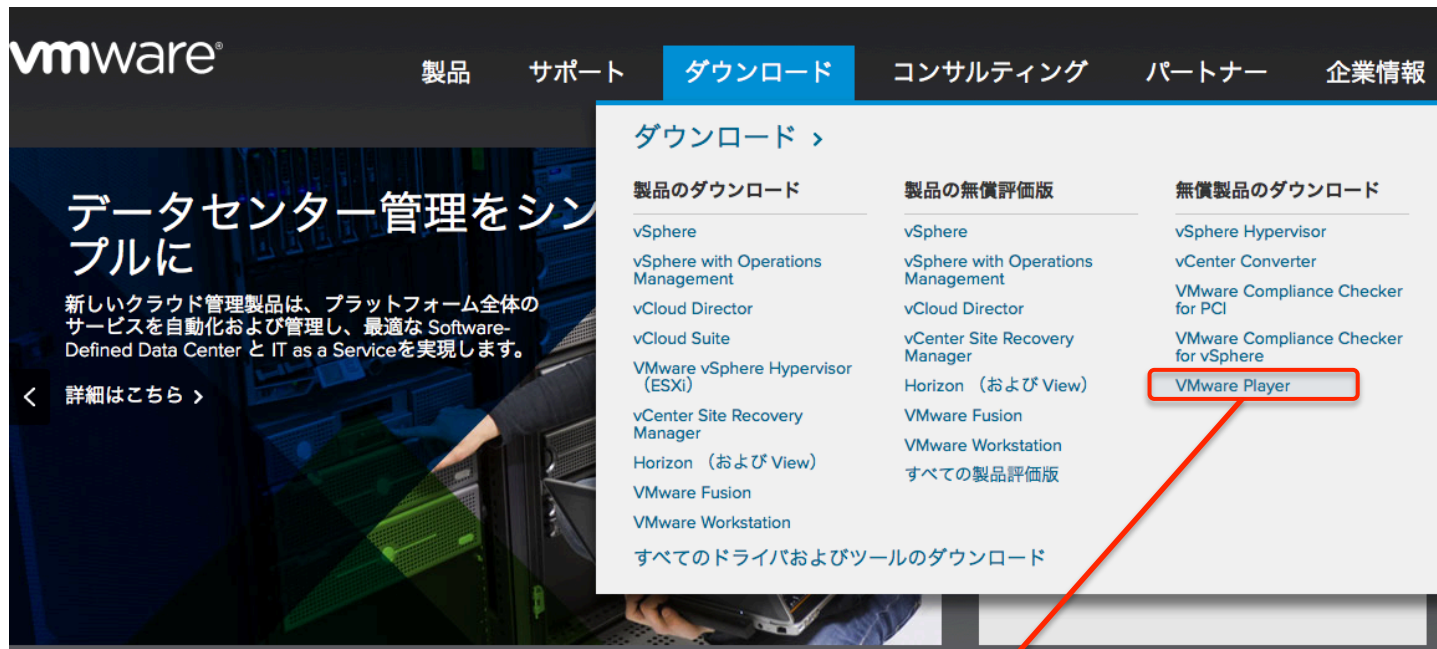 vmware®
製品 サポート ダウンロード コンサルティング パートナー 企業情報
データセンター管理をシン
プルに
新しいクラウド管理製品は、プラットフォーム全体の
サービスを自動化および管理し、最適な Software-
Defined Data Center と IT as a Serviceを実現します。
詳細はこちら ›
ダウンロード ›
製品のダウンロード
vSphere
vSphere with Operations
Management
vCloud Director
vCloud Suite
VMware vSphere Hypervisor
（ESXi）
vCenter Site Recovery
Manager
Horizon （および View）
VMware Fusion
VMware Workstation
製品の無償評価版
vSphere
vSphere with Operations
Management
vCloud Director
vCenter Site Recovery
Manager
Horizon （および View）
VMware Fusion
VMware Workstation
すべての製品評価版
無償製品のダウンロード
vSphere Hypervisor
vCenter Converter
VMware Compliance Checker
for PCI
VMware Compliance Checker
for vSphere
VMware Player
すべてのドライバおよびツールのダウンロード